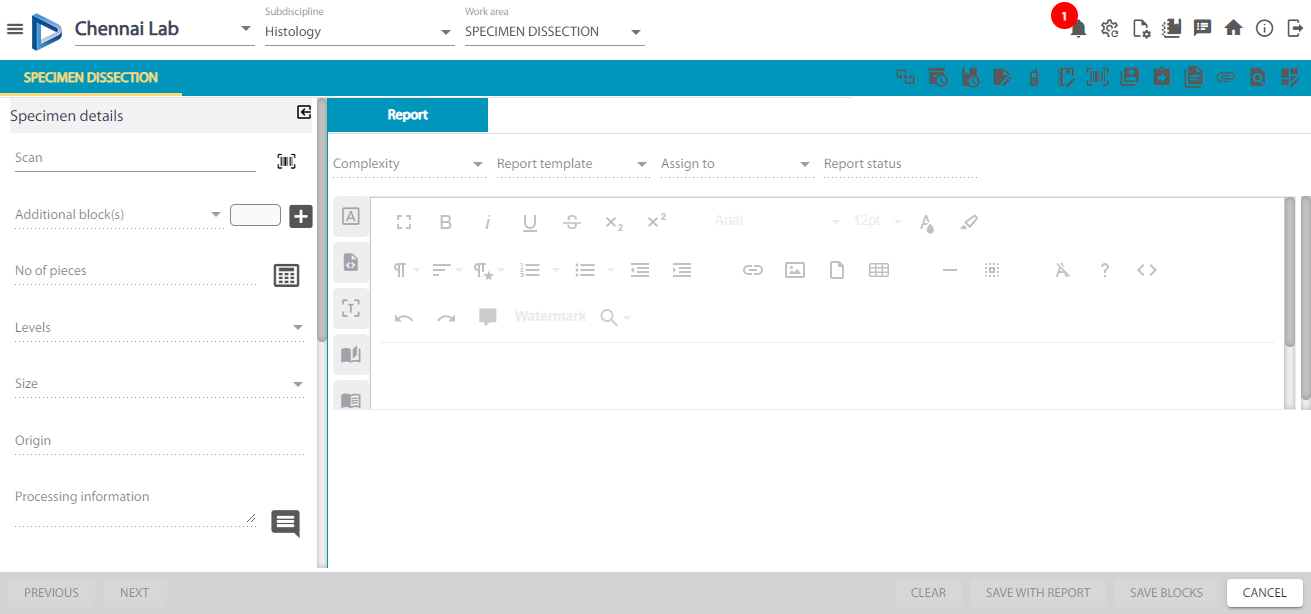 Chennai Lab
Subdiscipline
Histology
Work area
SPECIMEN DISSECTION
1
SPECIMEN DISSECTION
Specimen details
Scan
Additional block(s)
No of pieces
Levels
Size
Origin
Processing information
Report
Complexity
Report template
Assign to
Report status
Arial
12pt
Watermark
PREVIOUS
NEXT
CLEAR
SAVE WITH REPORT
SAVE BLOCKS
CANCEL